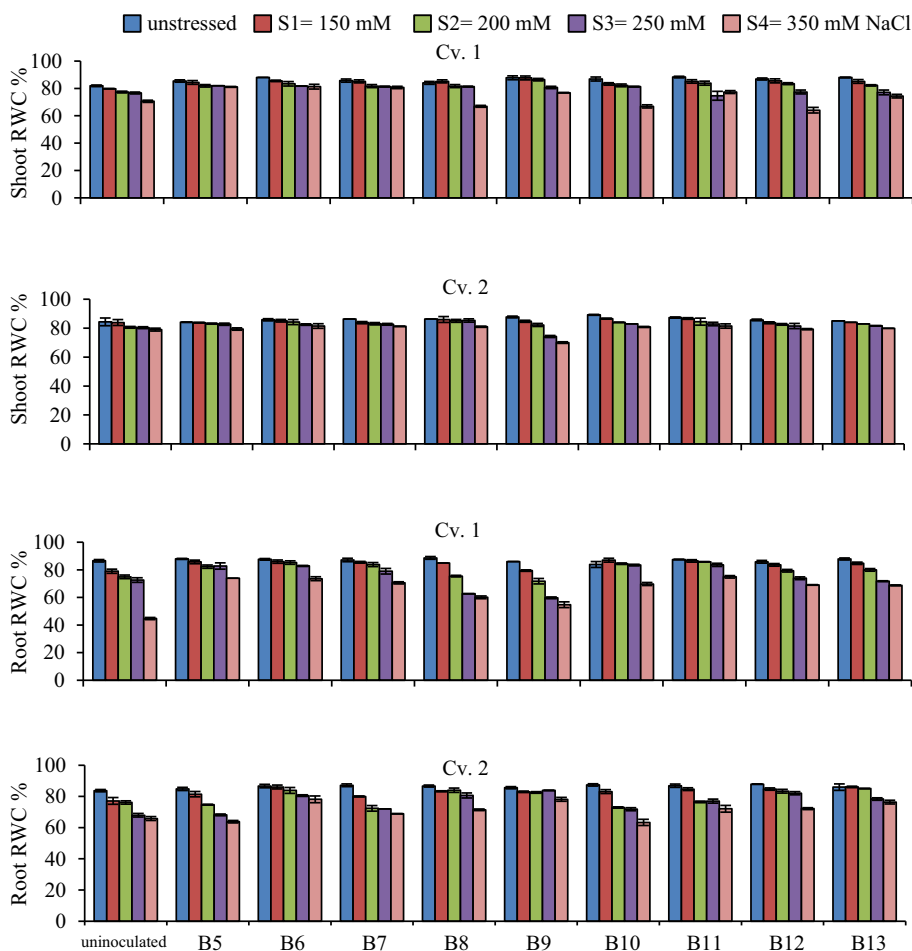 unstressed S1= 150 mM S2= 200 mM S3= 250 mM S4= 350 mM NaCl
Cv. 1
Shoot RWC %
100
80
60
40
20
0
Cv. 2
Shoot RWC %
100
80
60
40
20
0
Cv. 1
Root RWC %
100
80
60
40
20
0
Cv. 2
Root RWC %
100
80
60
40
20
0
uninoculated B5 B6 B7 B8 B9 B10 B11 B12 B13